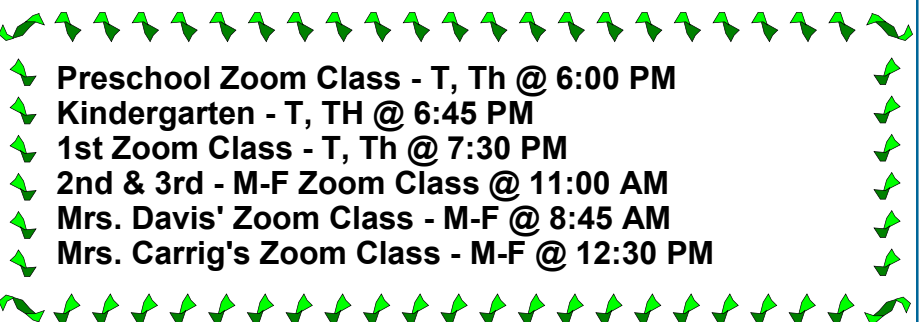 Preschool Zoom Class - T, Th @ 6:00 PM
Kindergarten - T, TH @ 6:45 PM
1st Zoom Class - T, Th @ 7:30 PM
2nd & 3rd - M-F Zoom Class @ 11:00 AM
Mrs. Davis' Zoom Class - M-F @ 8:45 AM
Mrs. Carrig's Zoom Class - M-F @ 12:30 PM